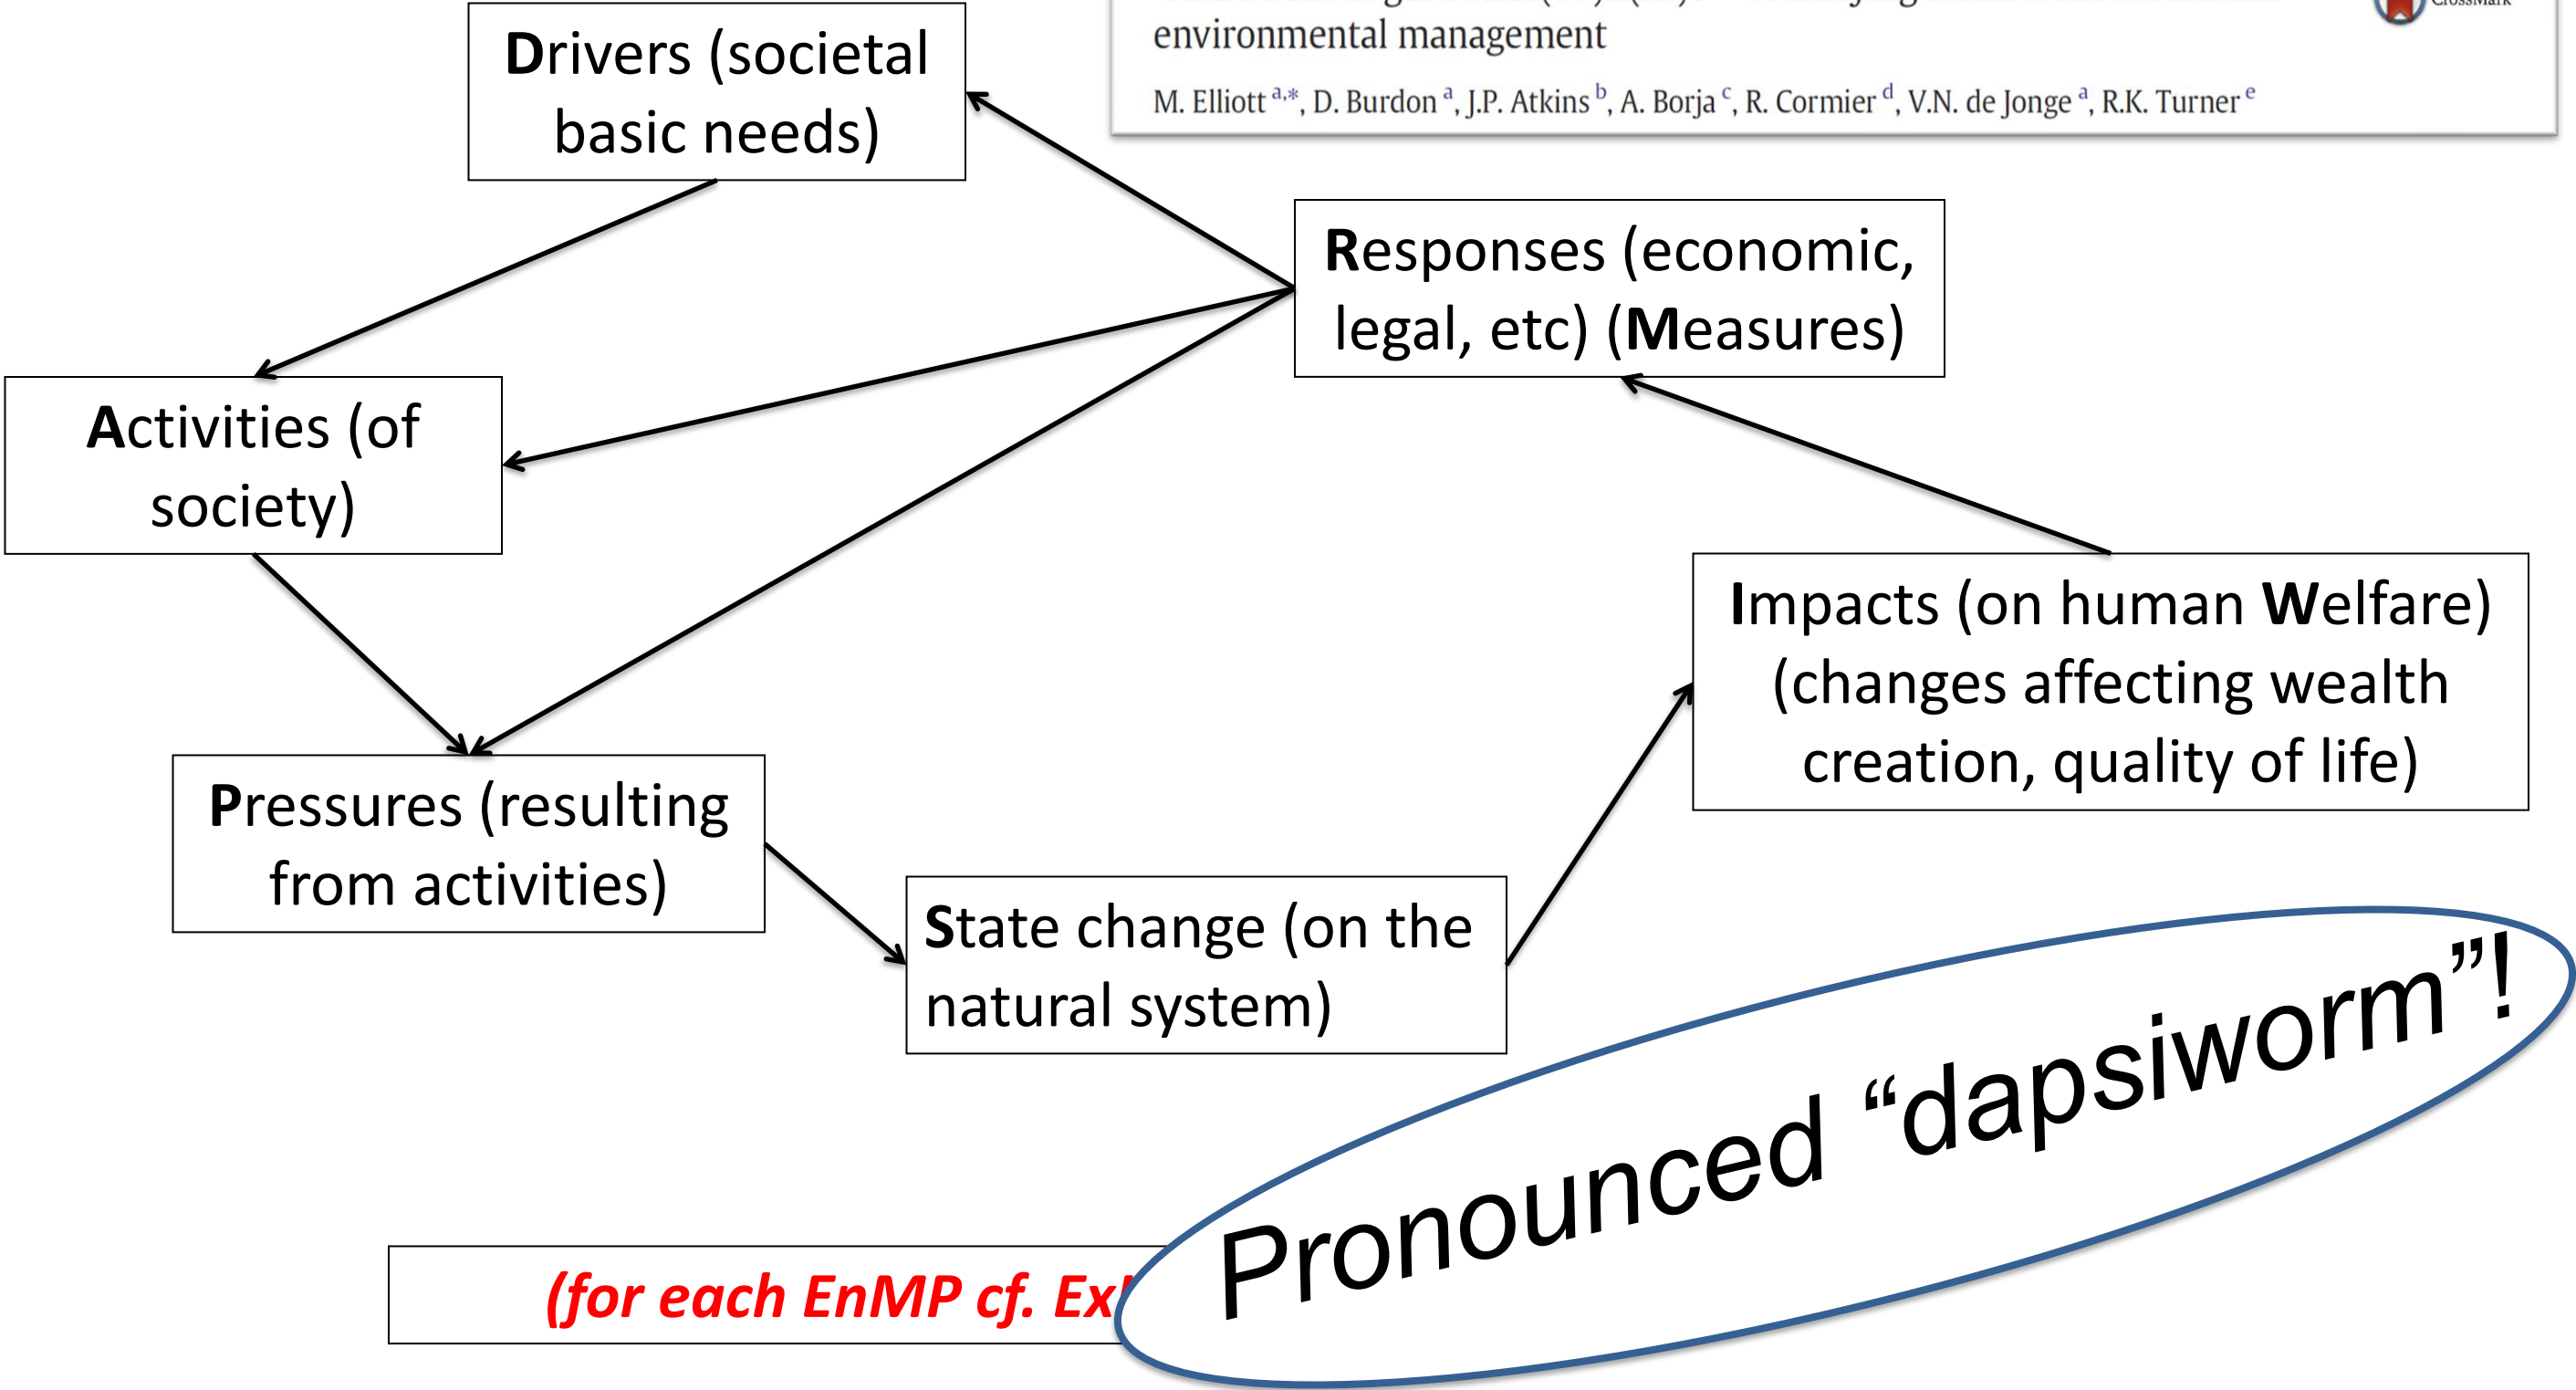 environmental management
M. Elliott a,*, D. Burdon a, J.P. Atkins b, A. Borja c, R. Cormier d, V.N. de Jonge a, R.K. Turner e
CrossMark
Drivers (societal
basic needs)
Responses (economic,
legal, etc) (Measures)
Activities (of
society)
Impacts (on human Welfare)
(changes affecting wealth
creation, quality of life)
Pressures (resulting
from activities)
State change (on the
natural system)
Pronounced “dapsiworm”!
(for each EnMP cf.